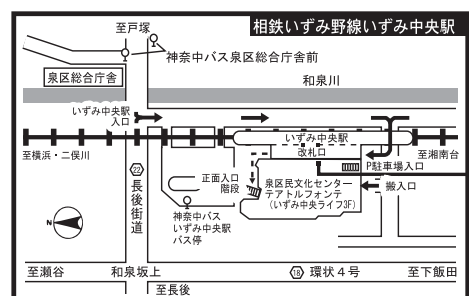 相鉄いずみ野線いずみ中央駅
至戸塚
神奈中バス泉区総合庁舎前
泉区総合庁舎
和泉川
いずみ中央駅
入口
いずみ中央駅
改札口
至横浜・二俣川
至湘南台
P駐車場入口
22
長後街道
正面入口
階段
泉区民文化センター
テアトルフォンテ
(いずみ中央ライフ3F)
搬入口
神奈中バス
いずみ中央駅
バス停
N
至瀬谷
和泉坂上
18
環状4号
至下飯田
至長後